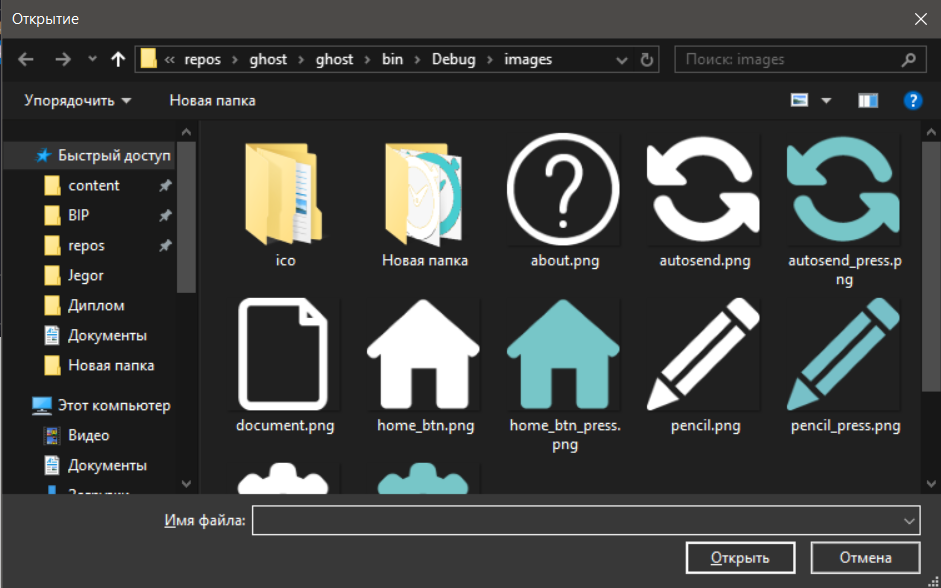 Открытие
« repos › ghost › ghost › bin › Debug › images
Поиск: images
Упорядочить
Новая папка
Быстрый доступ
content
BIP
repos
Jegor
Диплом
Документы
Новая папка
Этот компьютер
Видео
Документы
Загрузки
ico
Новая папка
about.png
autosend.png
autosend_press.p
ng
document.png
home_btn.png
home_btn_press.
png
pencil.png
pencil_press.png
Имя файла:
Открыть
Отмена